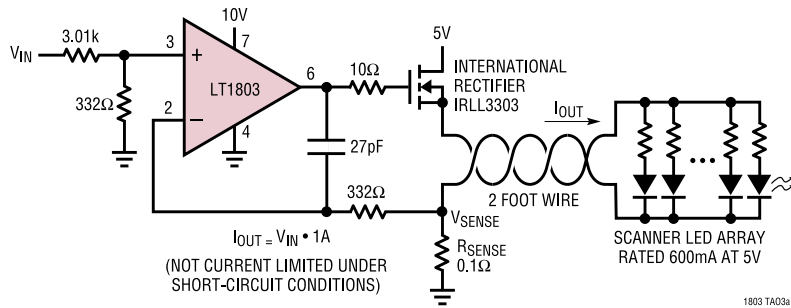 10V
5V
V_IN
3.01k
3
+
7
LT1803
6
10Ω
INTERNATIONAL
RECTIFIER
IRLL3303
I_OUT
332Ω
2
−
4
27pF
2 FOOT WIRE
332Ω
V_SENSE
I_OUT = V_IN • 1A
(NOT CURRENT LIMITED UNDER
SHORT-CIRCUIT CONDITIONS)
R_SENSE
0.1Ω
SCANNER LED ARRAY
RATED 600mA AT 5V
1803 TA03a